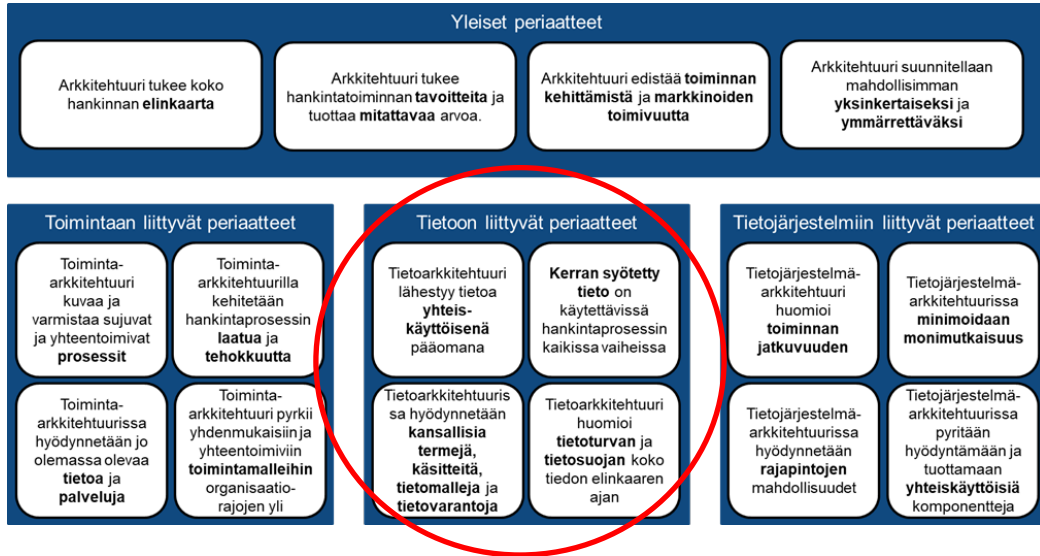 Yleiset periaatteet
Arkkitehtuuri tukee koko
hankinnan elinkaarta
Arkkitehtuuri tukee
hankintatoiminnan tavoitteita ja
tuottaa mitattavaa arvoa.
Arkkitehtuuri edistää toiminnan
kehittämistä ja markkinoiden
toimivuutta
Arkkitehtuuri suunnitellaan
mahdollisimman
yksinkertaiseksi ja
ymmärrettäväksi
Toimintaan liittyvät periaatteet
Toiminta-
arkkitehtuuri
kuvaa ja
varmistaa sujuvat
ja yhteentoimivat
prosessit
Toiminta-
arkkitehtuurilla
kehitetään
hankintaprosessin
laatua ja
tehokkuutta
Toiminta-
arkkitehtuurissa
hyödynnetään jo
olemassa olevaa
tietoa ja
palveluja
Toiminta-
arkkitehtuuri pyrkii
yhdenmukaisiin ja
yhteentoimiviin
toimintamalleihin
organisaatio-
rajojen yli
Tietoon liittyvät periaatteet
Tietoarkkitehtuuri
lähestyy tietoa
yhteis-
käyttöisenä
pääomana
Kerran syötetty
tieto on
käytettävissä
hankintaprosessin
kaikissa vaiheissa
Tietoarkkitehtuuris
sa hyödynnetään
kansallisia
termejä,
käsitteitä,
tietomalleja ja
tietovarantoja
Tietoarkkitehtuuri
huomioi
tietoturvan ja
tietosuojan koko
tiedon elinkaaren
ajan
Tietojärjestelmiin liittyvät periaatteet
Tietojärjestelmä-
arkkitehtuuri
huomioi
toiminnan
jatkuvuuden
Tietojärjestelmä-
arkkitehtuurissa
minimoidaan
monimutkaisuus
Tietojärjestelmä-
arkkitehtuurissa
hyödynnetään
rajapintojen
mahdollisuudet
Tietojärjestelmä-
arkkitehtuurissa
pyritään
hyödyntämään ja
tuottamaan
yhteiskäyttöisiä
komponentteja